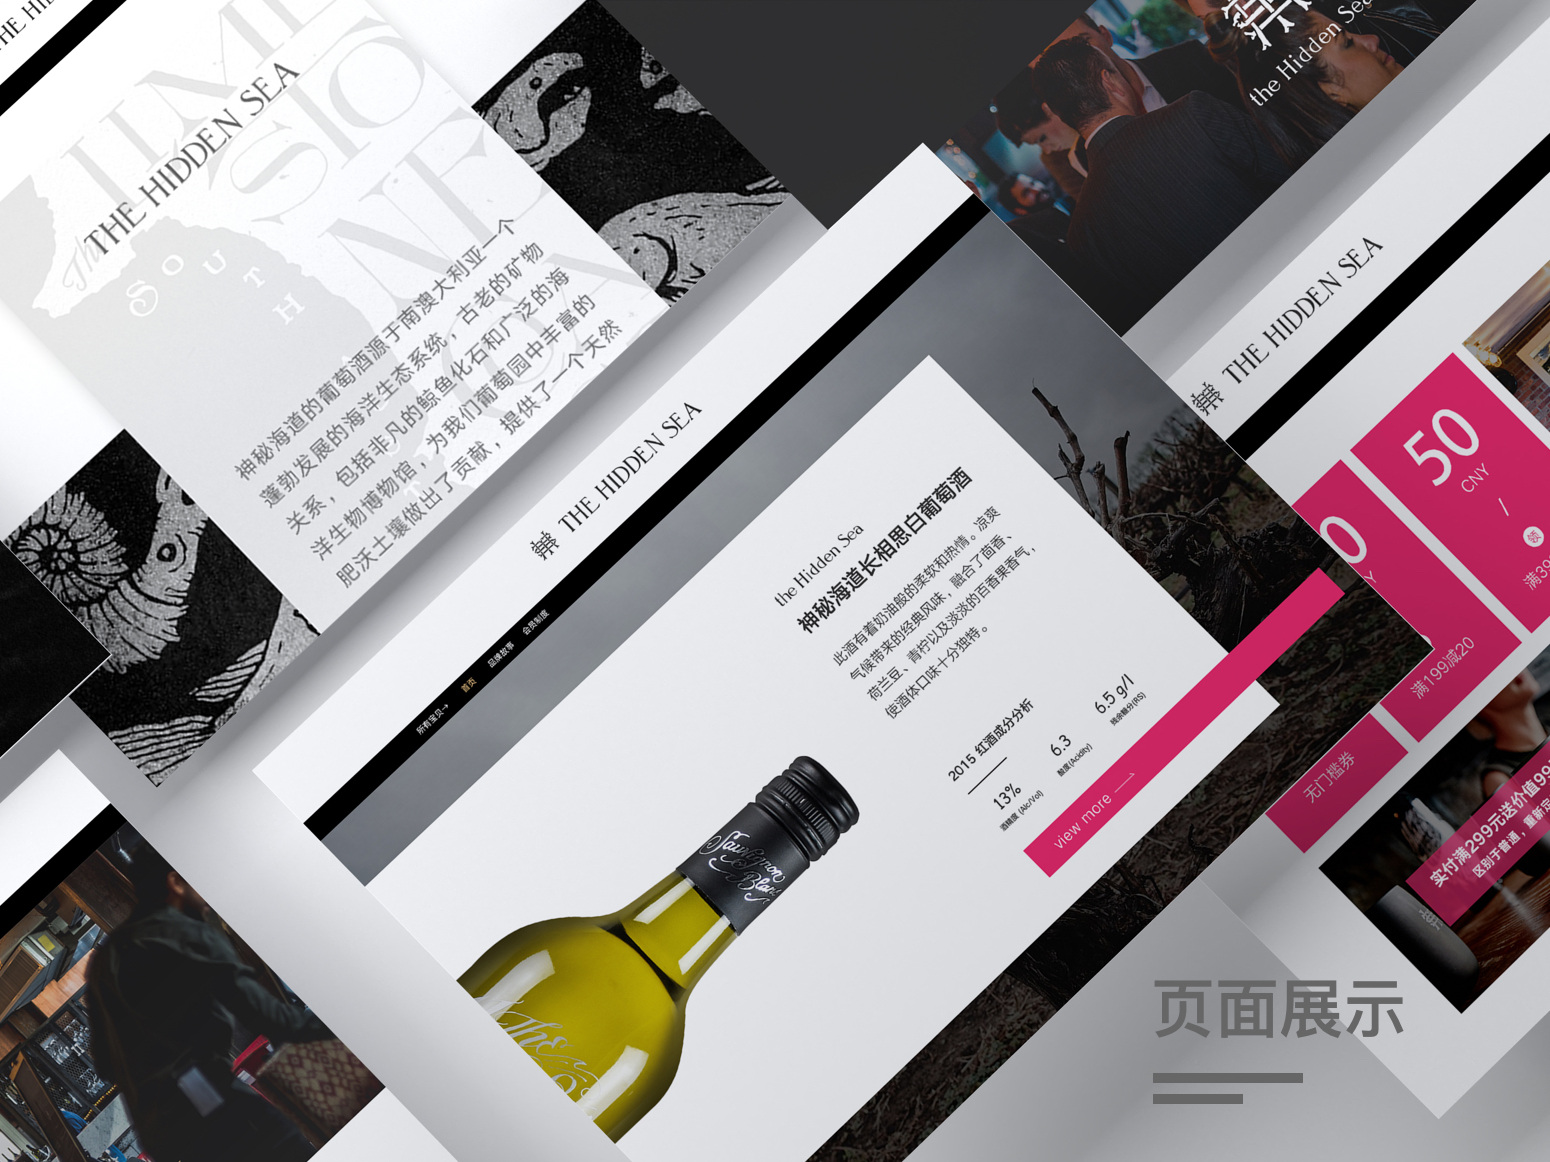 THE HIDDEN SEA
The
SOUTH
神秘海道的葡萄酒源于南澳大利亚一个
蓬勃发展的海洋生态系统，古老的矿物
关系，包括非凡的鲸鱼化石和广泛的海
洋生物博物馆，为我们葡萄园中丰富的
肥沃土壤做出了贡献，提供了一个天然
the Hidden Sea
THE HIDDEN SEA
所有宝贝→ 首页 品牌故事 会员制度
the Hidden Sea
神秘海道长相思白葡萄酒
此酒有着奶油般的柔软和热情。凉爽
气候带来的经典风味，融合了茴香、
荷兰豆、青柠以及淡淡的百香果香气，
使酒体口味十分独特。
2015 红酒成分分析
13% 6.3 6.5 g/l
酒精度 (Alc/Vol) 酸度(Acidity) 残余糖分(RS)
view more
Sauvignon
Blanc
The
THE HIDDEN SEA
50
CNY
/
领
满39
0
满199减20
无门槛券
实付满299元送价值99
区别于普通，重新定
页面展示